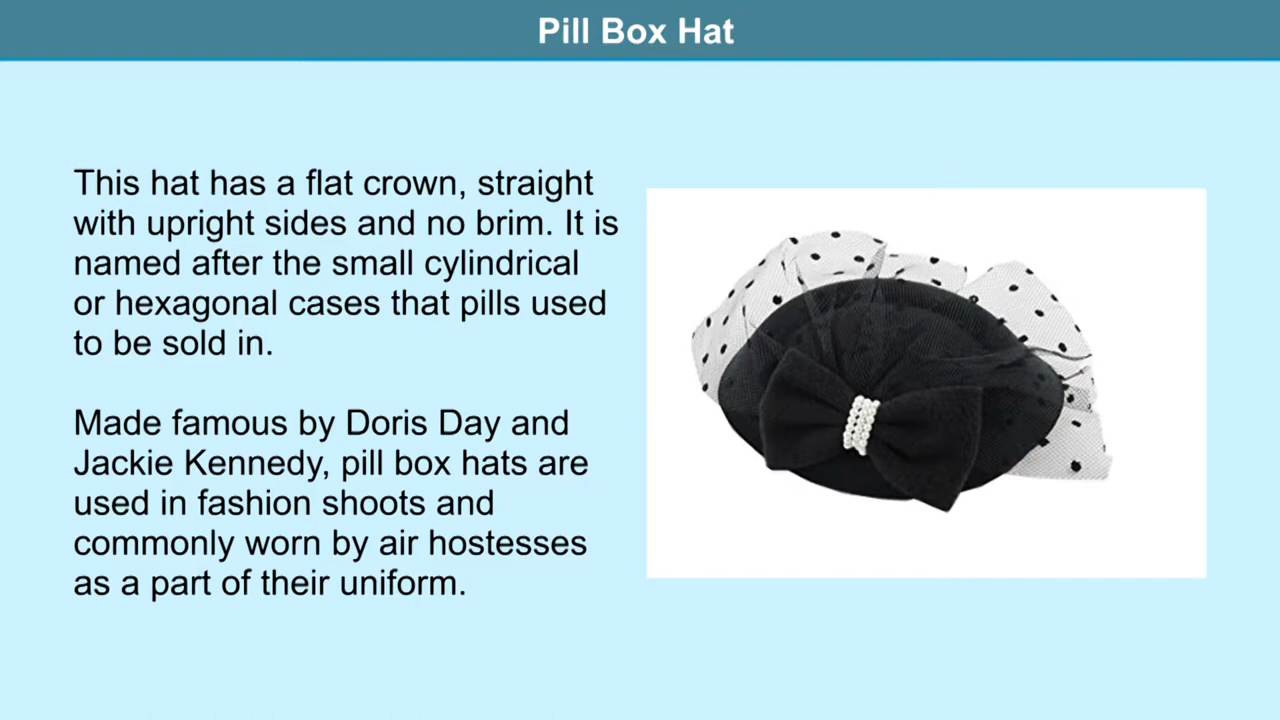 Pill Box Hat
This hat has a flat crown, straight
with upright sides and no brim. It is
named after the small cylindrical
or hexagonal cases that pills used
to be sold in.
Made famous by Doris Day and
Jackie Kennedy, pill box hats are
used in fashion shoots and
commonly worn by air hostesses
as a part of their uniform.